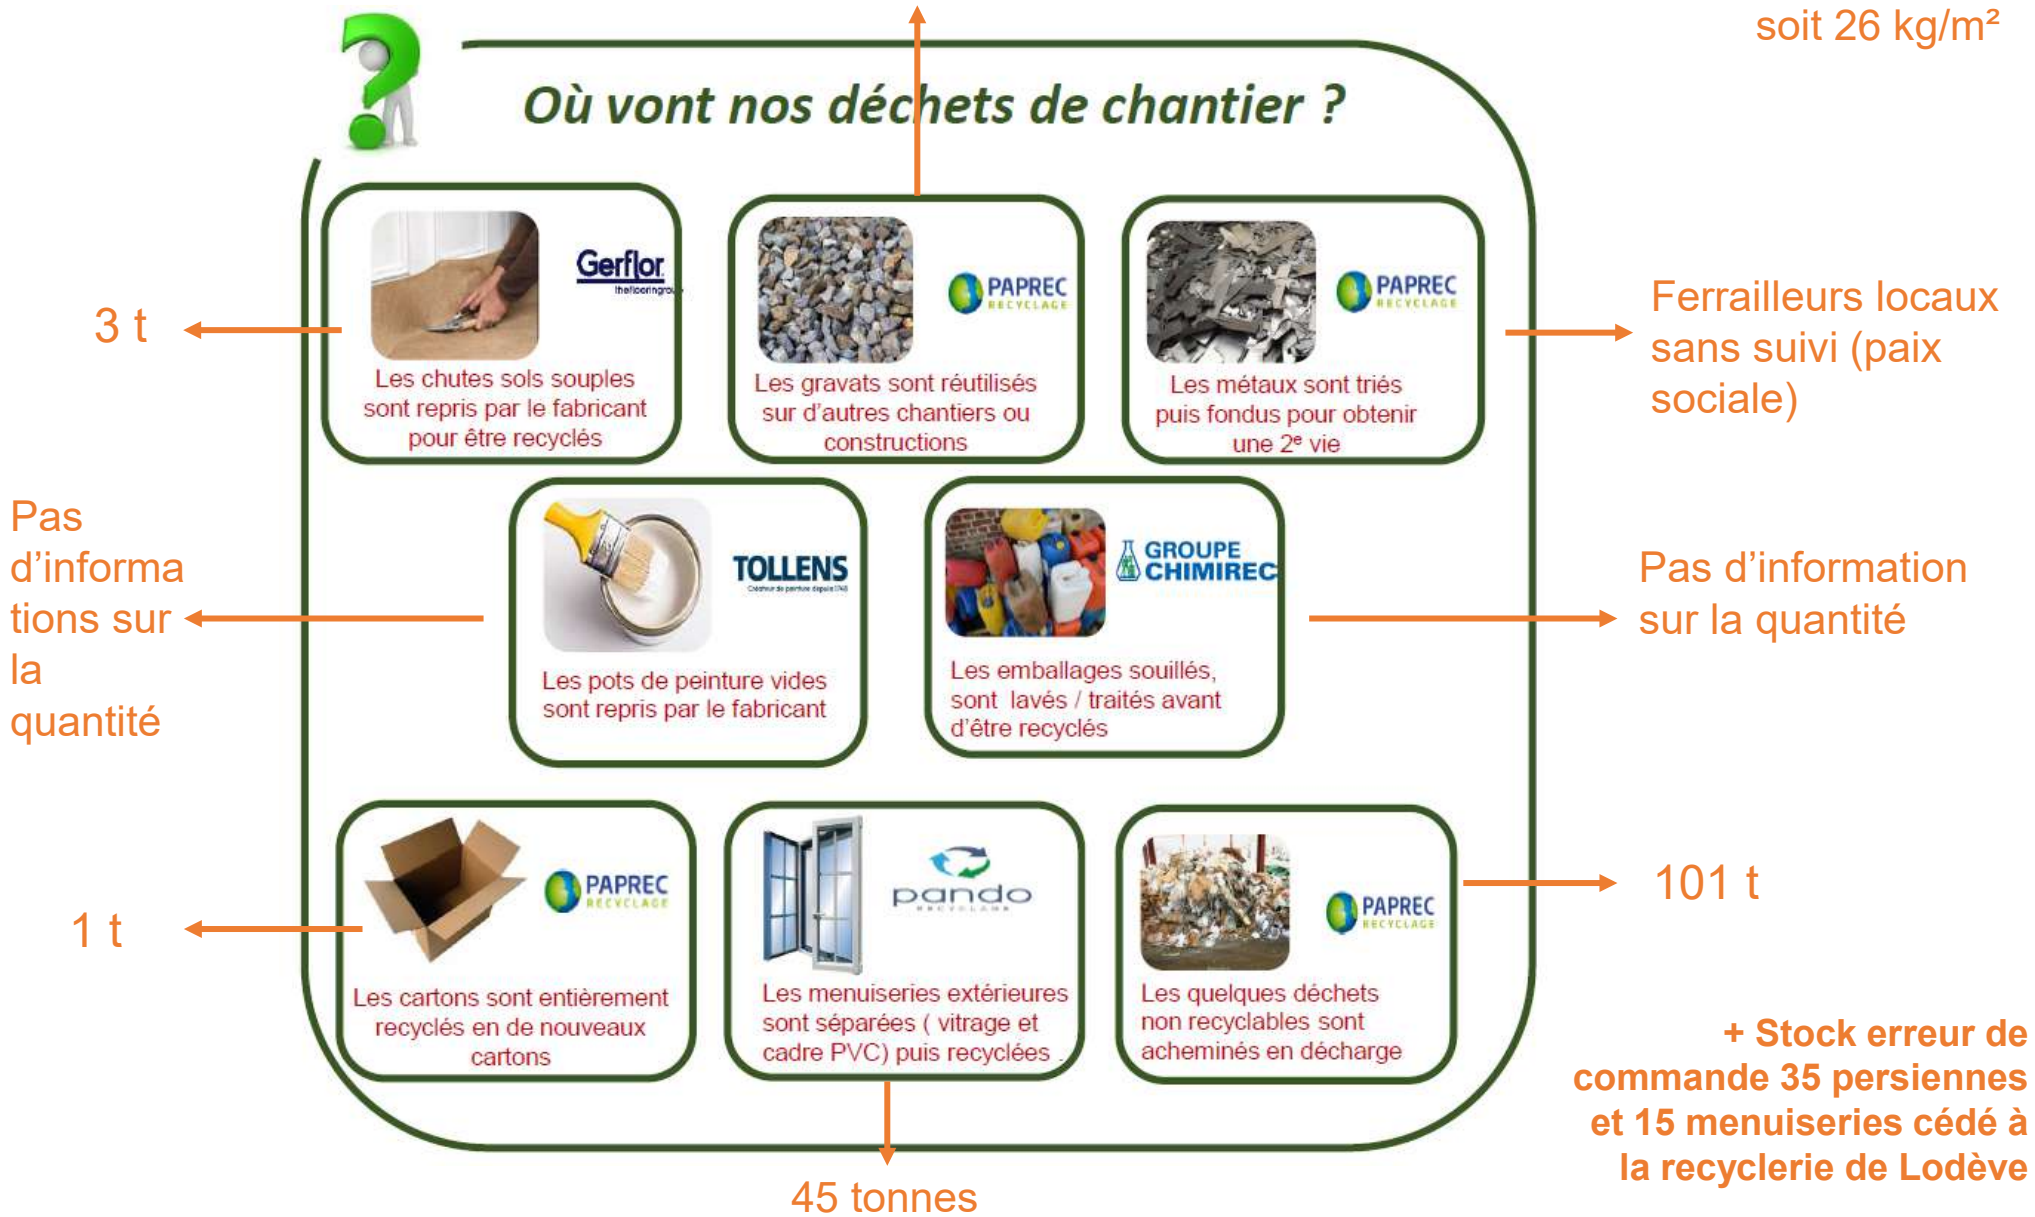 soit 26 kg/m²
Où vont nos déchets de chantier ?
Gerflor
theflooringrou
Les chutes sols souples
sont repris par le fabricant
pour être recyclés
3 t
PAPREC
RECYCLAGE
Les gravats sont réutilisés
sur d'autres chantiers ou
constructions
PAPREC
RECYCLAGE
Les métaux sont triés
puis fondus pour obtenir
une 2e vie
Ferrailleurs locaux
sans suivi (paix
sociale)
Pas
d'informa
tions sur
la
quantité
TOLLENS
Créateur de peinture depuis 1748
Les pots de peinture vides
sont repris par le fabricant
GROUPE
CHIMIREC
Les emballages souillés,
sont lavés / traités avant
d'être recyclés
Pas d'information
sur la quantité
1 t
PAPREC
RECYCLAGE
Les cartons sont entièrement
recyclés en de nouveaux
cartons
pando
RECYCLAGE
Les menuiseries extérieures
sont séparées ( vitrage et
cadre PVC) puis recyclées .
45 tonnes
PAPREC
RECYCLAGE
Les quelques déchets
non recyclables sont
acheminés en décharge
101 t
+ Stock erreur de
commande 35 persiennes
et 15 menuiseries cédé à
la recyclerie de Lodève